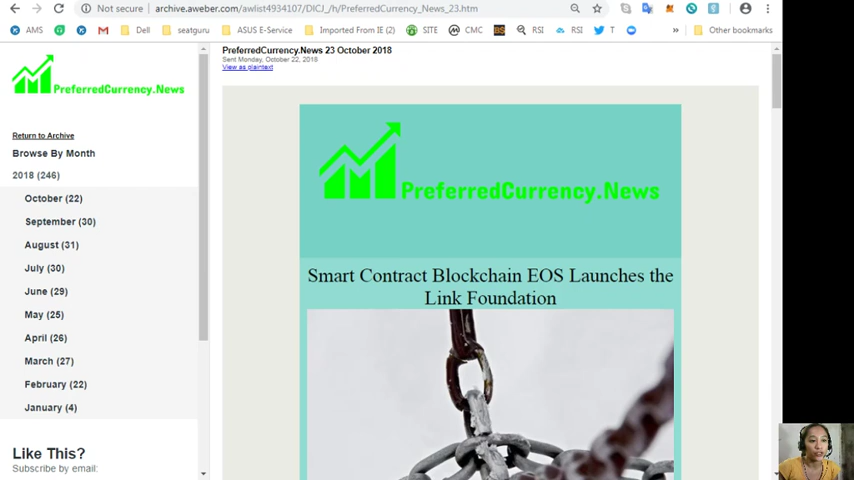 Not secure | archive.aweber.com/awlist4934107/DICJ_/h/PreferredCurrency_News_23.htm
AMS
Dell
seatguru
ASUS E-Service
Imported From IE (2)
SITE
CMC
RSI
RSI
T
Other bookmarks
PreferredCurrency.News
Return to Archive
Browse By Month
2018 (246)
October (22)
September (30)
August (31)
July (30)
June (29)
May (25)
April (26)
March (27)
February (22)
January (4)
Like This?
Subscribe by email:
PreferredCurrency.News 23 October 2018
Sent Monday, October 22, 2018
View as plaintext
PreferredCurrency.News
Smart Contract Blockchain EOS Launches the
Link Foundation